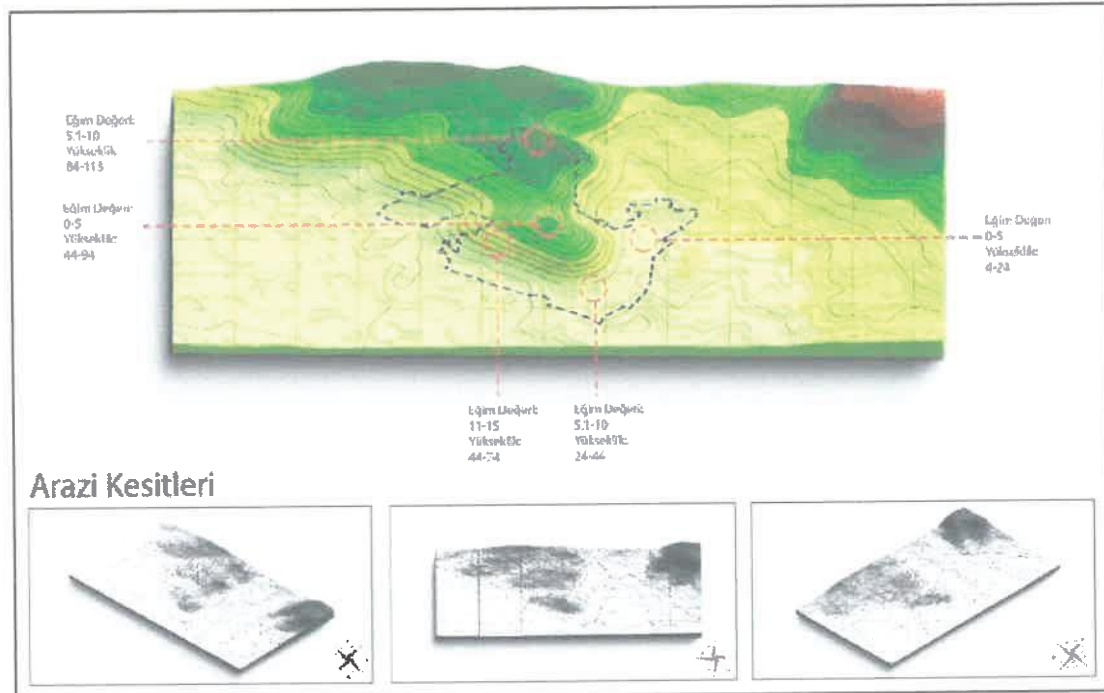 Eğim Değeri:
5.1-10
Yükseklik:
84-113
Eğim Değeri:
0-5
Yükseklik:
44-94
Eğim Değeri
0-5
Yükseklik:
4-24
Eğim Değeri:
11-15
Yükseklik:
44-74
Eğim Değeri:
5.1-10
Yükseklik:
24-44
Arazi Kesitleri